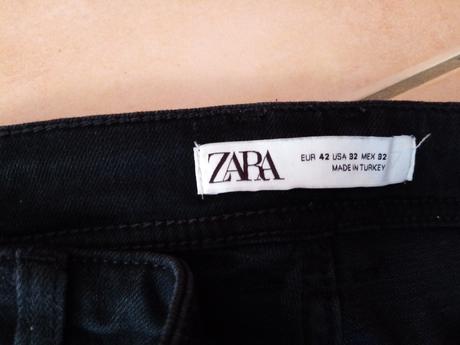 ZARA
EUR 42 USA 32 MEX 32
MADE IN TURKEY